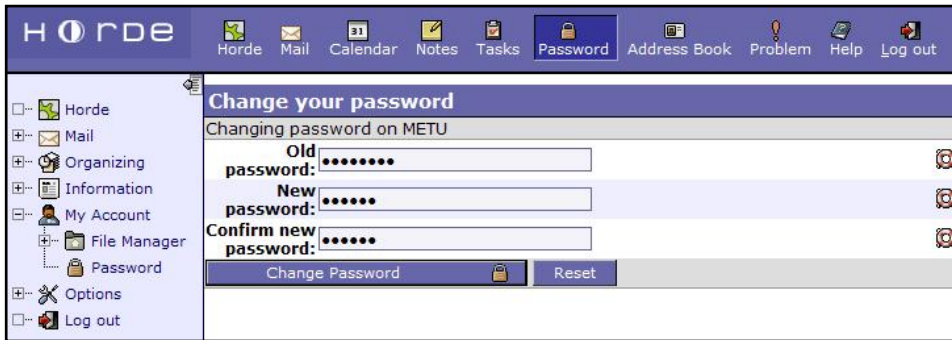 HORDE
Horde Mail Calendar Notes Tasks Password Address Book Problem Help Log out
31
Horde
Mail
Organizing
Information
My Account
File Manager
Password
Options
Log out
Change your password
Changing password on METU
Old
password: ••••••••
New
password: ••••••
Confirm new
password: ••••••
Change Password Reset